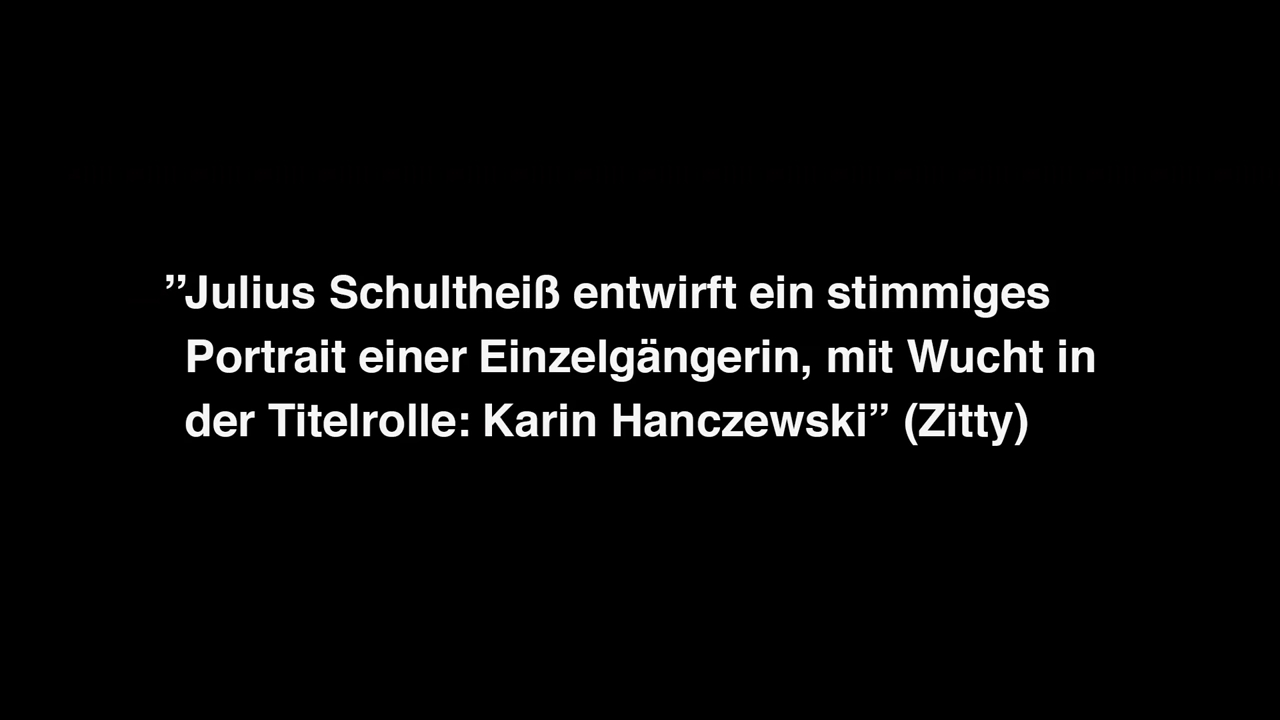 ”Julius Schultheiß entwirft ein stimmiges
Portrait einer Einzelgängerin, mit Wucht in
der Titelrolle: Karin Hanczewski” (Zitty)